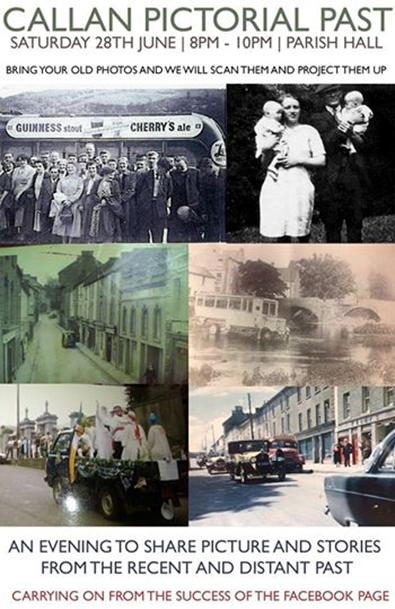 CALLAN PICTORIAL PAST
SATURDAY 28TH JUNE | 8PM - 10PM | PARISH HALL
BRING YOUR OLD PHOTOS AND WE WILL SCAN THEM AND PROJECT THEM UP
GUINNESS stout CHERRY'S ale
AN EVENING TO SHARE PICTURE AND STORIES
FROM THE RECENT AND DISTANT PAST
CARRYING ON FROM THE SUCCESS OF THE FACEBOOK PAGE